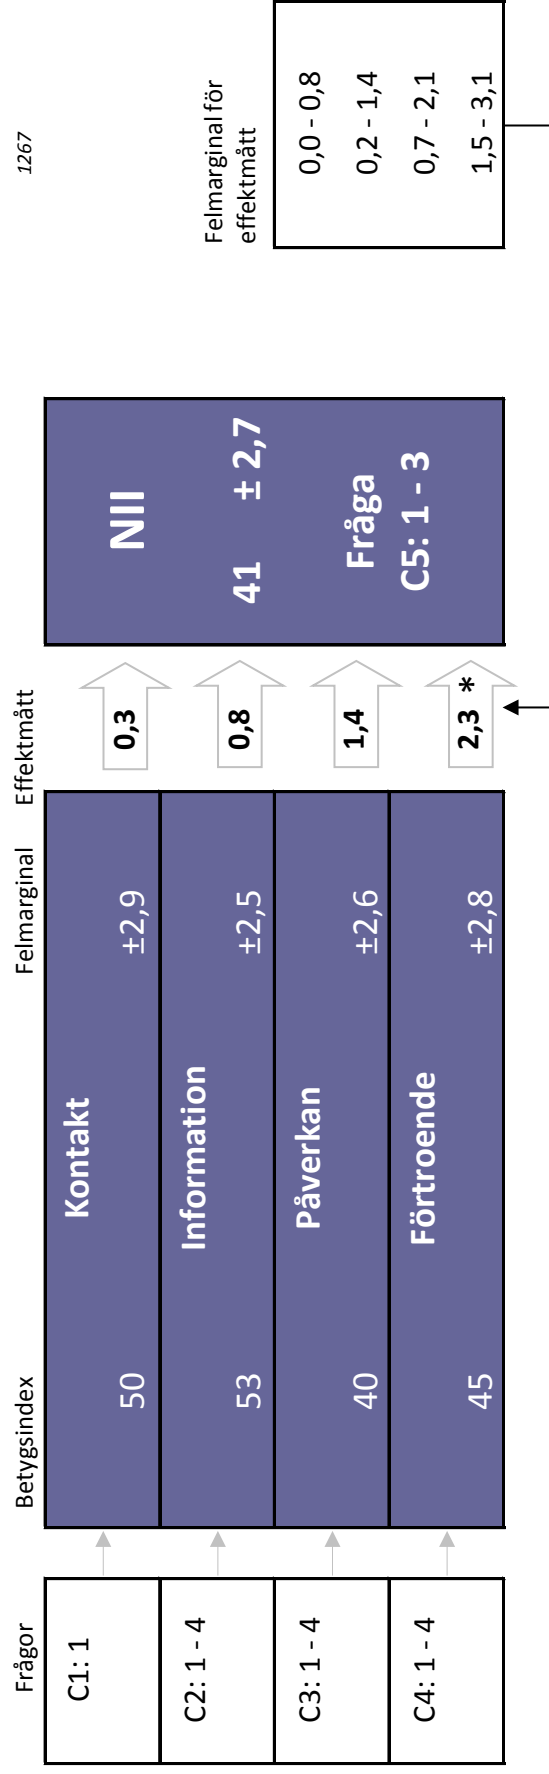 1267
Frågor
Betygsindex
Felmarginal
Effektmått
Felmarginal för
effektmått
C1: 1
Kontakt
50
±2,9
0,3
C2: 1 - 4
Information
53
±2,5
0,8
C3: 1 - 4
Påverkan
40
±2,6
1,4
C4: 1 - 4
Förtroende
45
±2,8
2,3 *
NII
41 ± 2,7
Fråga
C5: 1 - 3
0,0 - 0,8
0,2 - 1,4
0,7 - 2,1
1,5 - 3,1